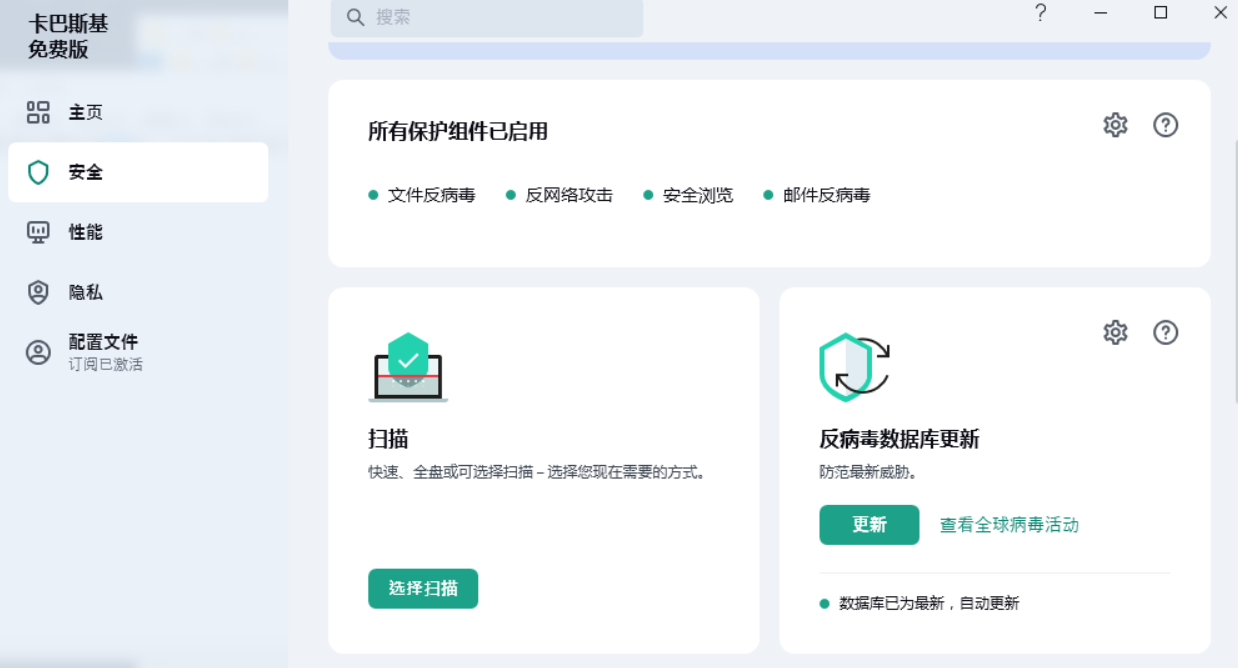 卡巴斯基
免费版
搜索
主页
安全
性能
隐私
配置文件
订阅已激活
所有保护组件已启用
文件反病毒
反网络攻击
安全浏览
邮件反病毒
扫描
快速、全盘或可选择扫描 – 选择您现在需要的方式。
选择扫描
反病毒数据库更新
防范最新威胁。
更新
查看全球病毒活动
数据库已为最新，自动更新